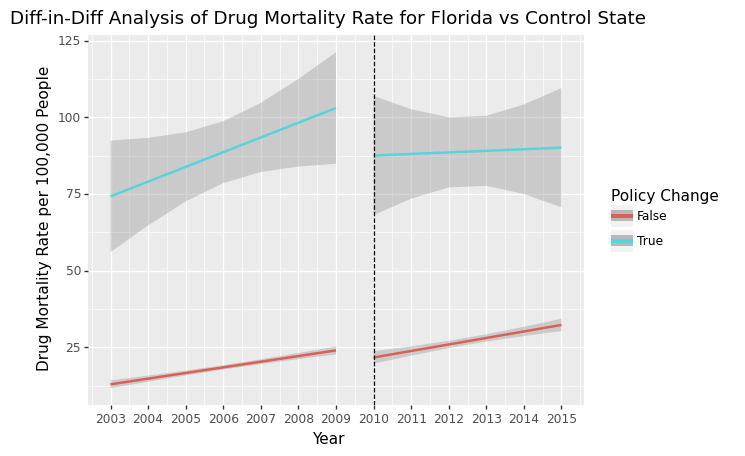 Diff-in-Diff Analysis of Drug Mortality Rate for Florida vs Control State
Drug Mortality Rate per 100,000 People
125
100
75
50
25
2003 2004 2005 2006 2007 2008 2009 2010 2011 2012 2013 2014 2015
Year
Policy Change
False
True